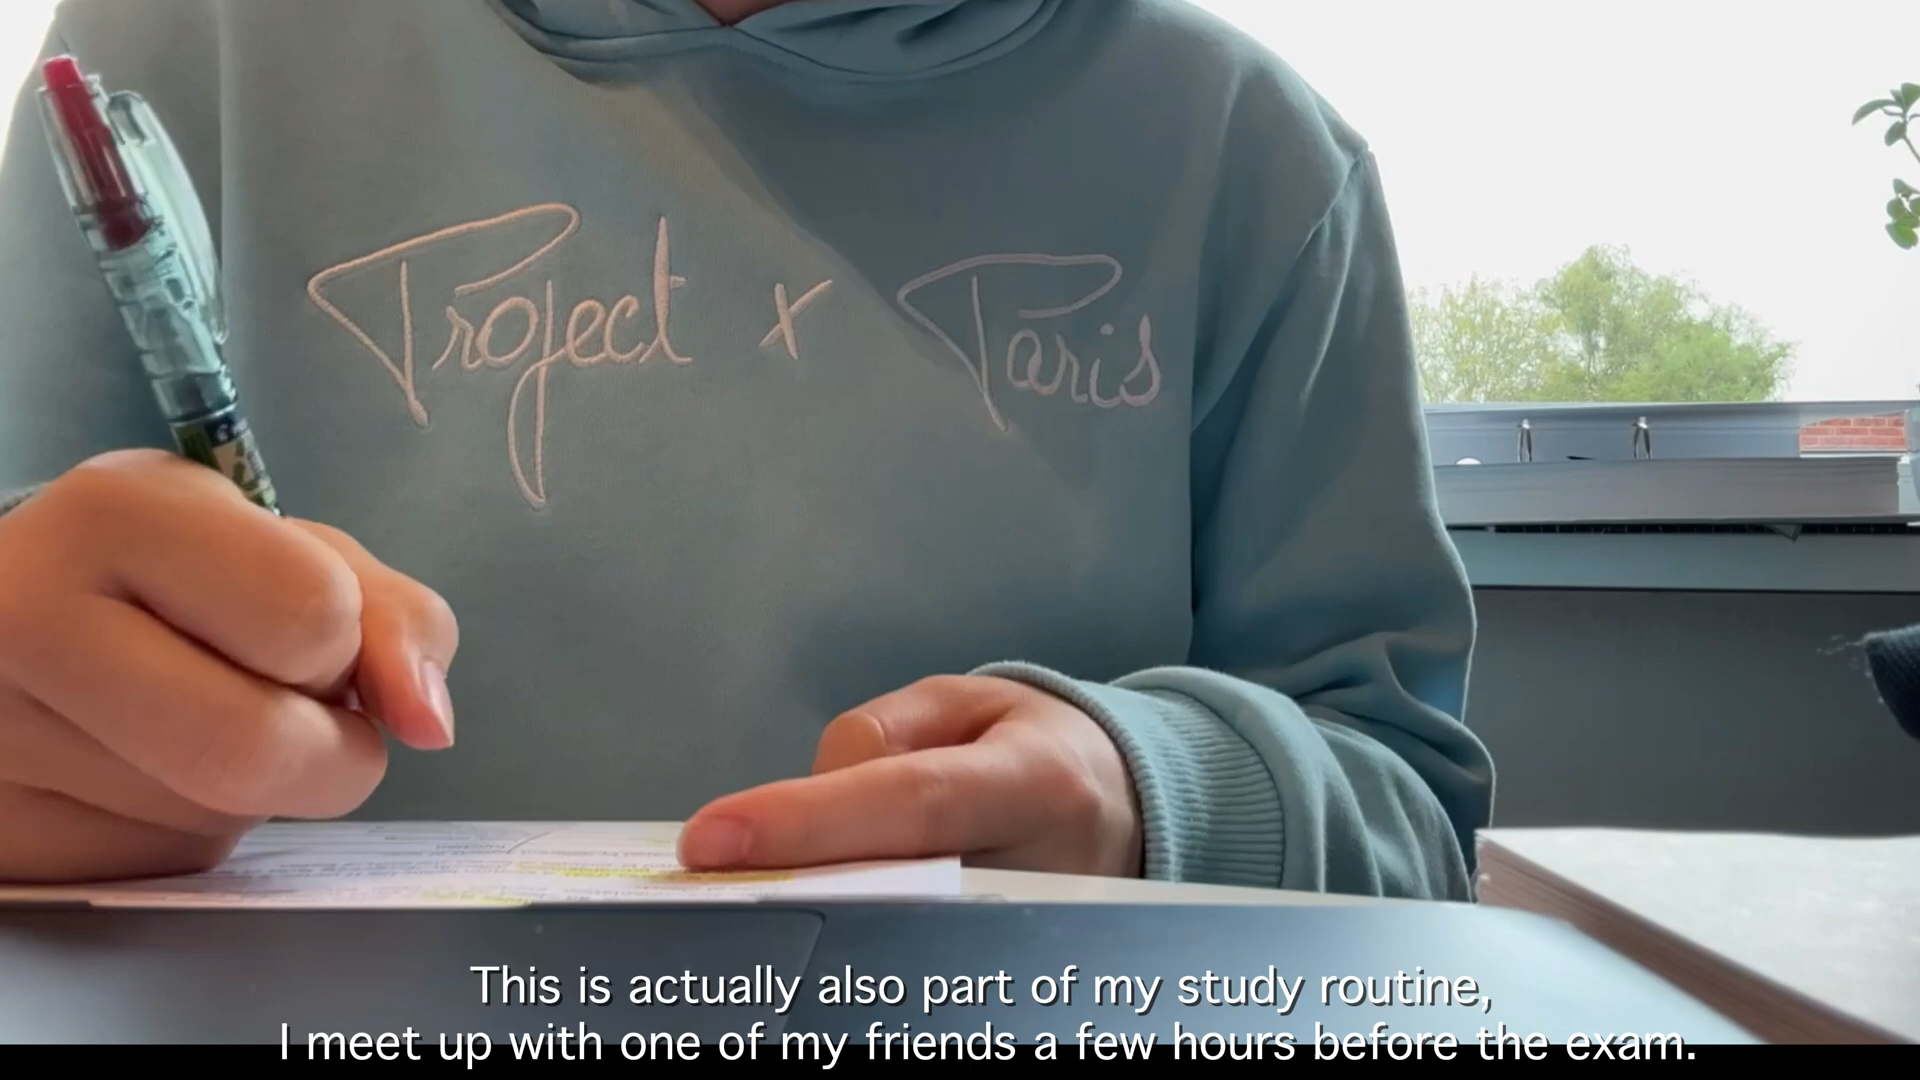 Project x Paris
This is actually also part of my study routine,
I meet up with one of my friends a few hours before the exam.